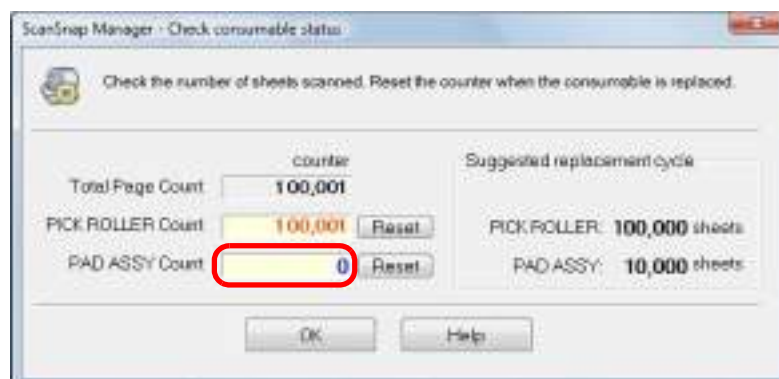 ScanSnap Manager - Check consumable status
Check the number of sheets scanned. Reset the counter when the consumable is replaced.
counter
Total Page Count 100,001
PICK ROLLER Count 100,001 Reset
PAD ASSY Count 0 Reset
Suggested replacement cycle
PICK ROLLER: 100,000 sheets
PAD ASSY: 10,000 sheets
OK Help